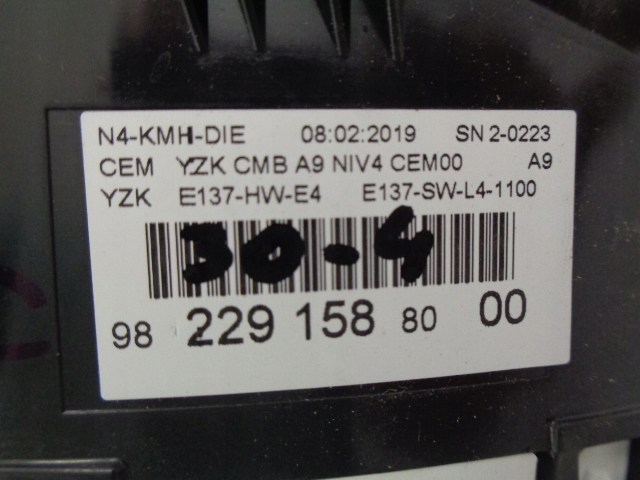 N4-KMH-DIE 08:02:2019 SN 2-0223
CEM YZK CMB A9 NIV4 CEM00 A9
YZK E137-HW-E4 E137-SW-L4-1100
30-4
98 229 158 80 00